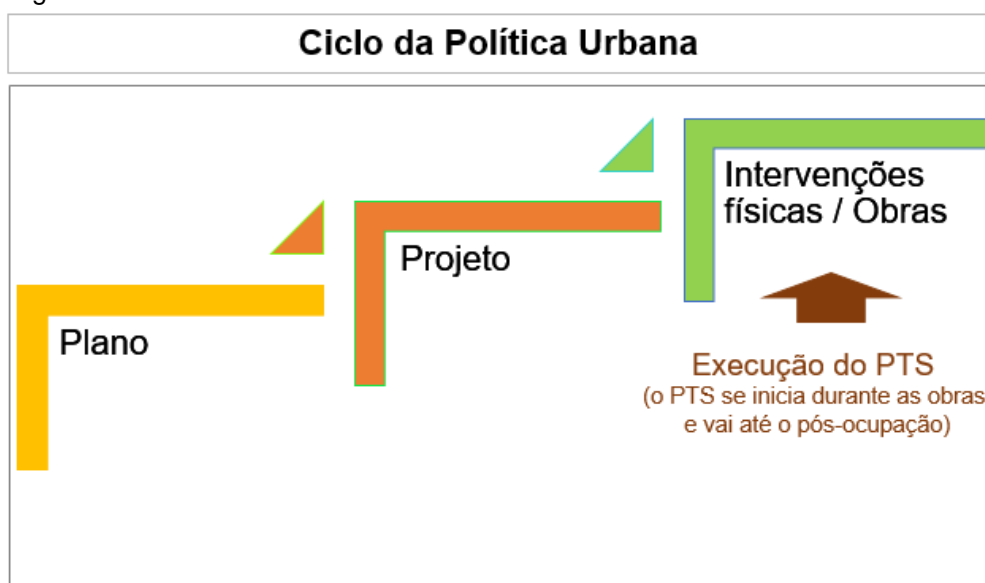 Ciclo da Política Urbana
Intervenções
físicas / Obras
Projeto
Plano
Execução do PTS
(o PTS se inicia durante as obras
e vai até o pós-ocupação)